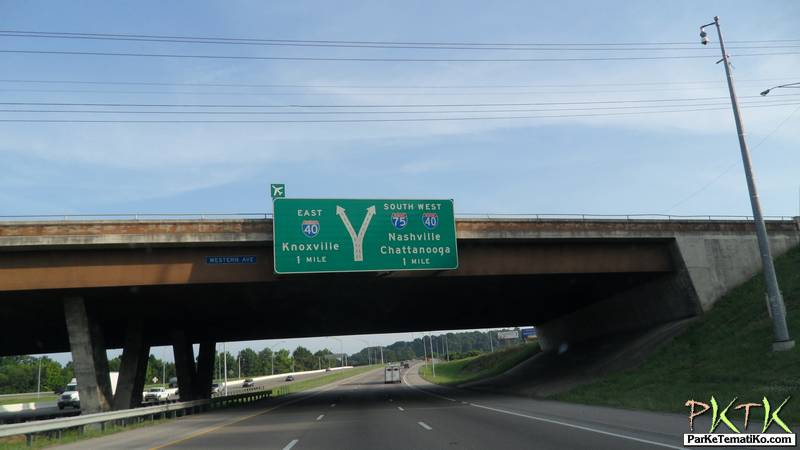 EAST
40
Knoxville
1 MILE
SOUTH WEST
75 40
Nashville
Chattanooga
1 MILE
WESTERN AVE
PKTK
ParKeTematiKo.com